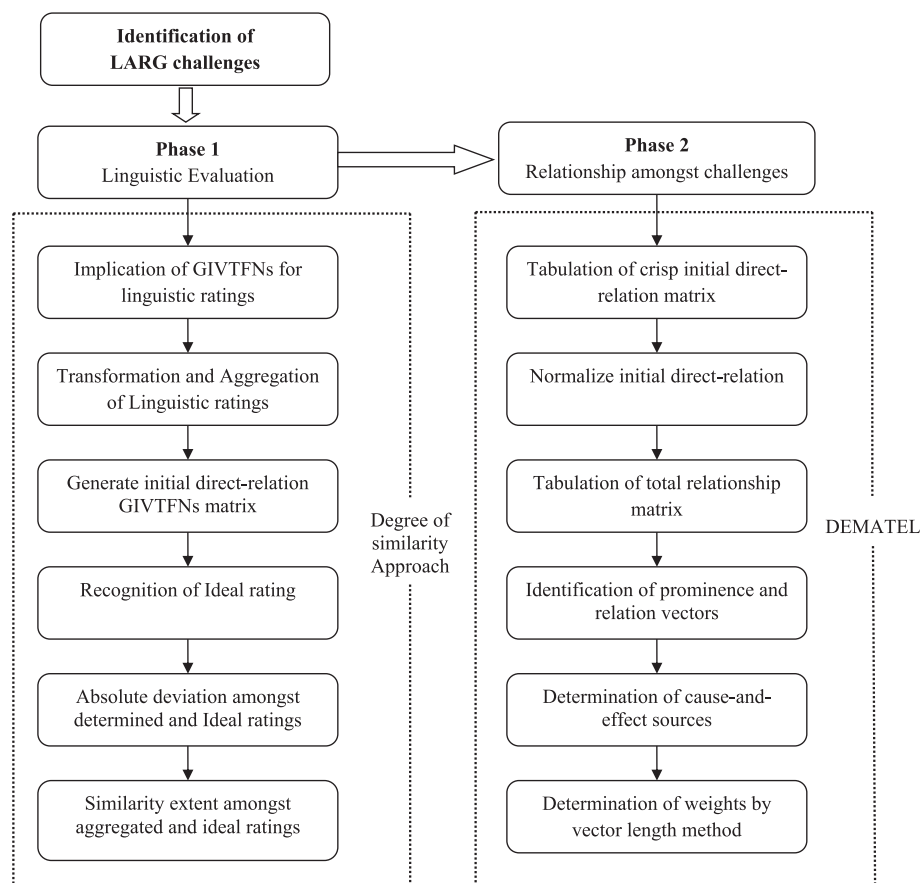 Identification of
LARG challenges
Phase 1
Linguistic Evaluation
Implication of GIVTFNs for
linguistic ratings
Transformation and Aggregation
of Linguistic ratings
Generate initial direct-relation
GIVTFNs matrix
Recognition of Ideal rating
Absolute deviation amongst
determined and Ideal ratings
Similarity extent amongst
aggregated and ideal ratings
Degree of
similarity
Approach
Phase 2
Relationship amongst challenges
Tabulation of crisp initial direct-
relation matrix
Normalize initial direct-relation
Tabulation of total relationship
matrix
Identification of prominence and
relation vectors
Determination of cause-and-
effect sources
Determination of weights by
vector length method
DEMATEL